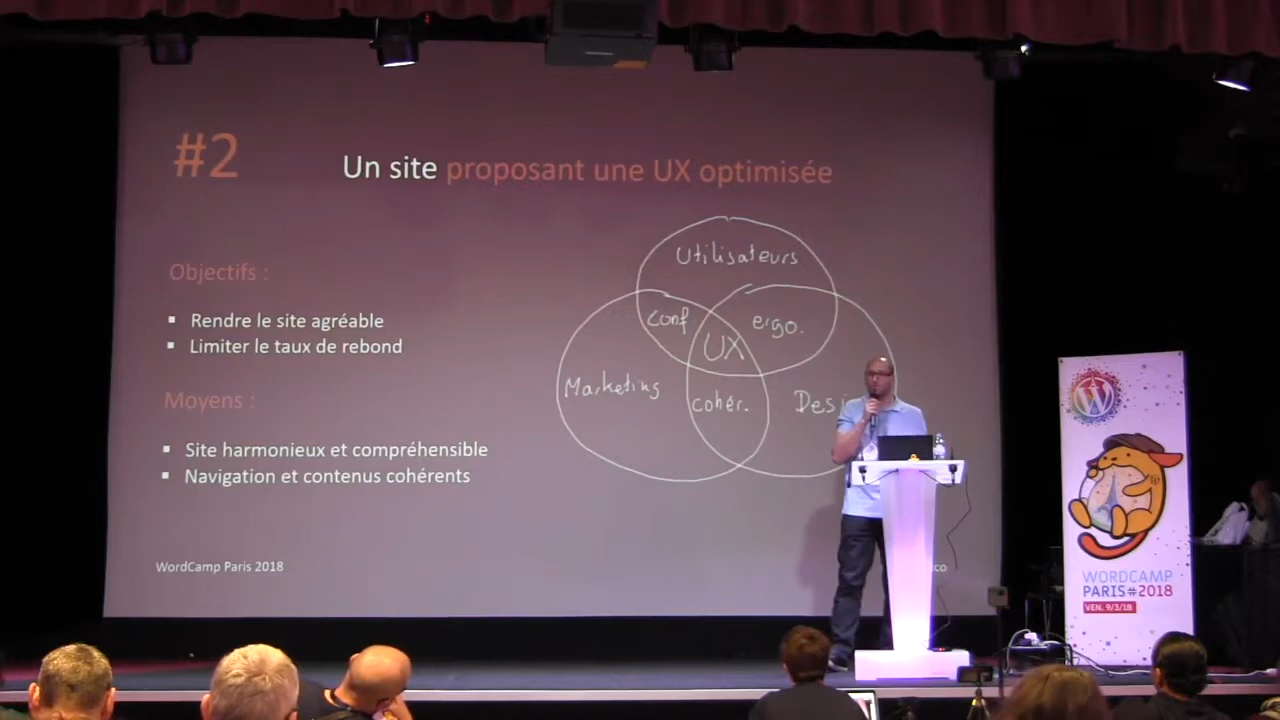 #2
Un site proposant une UX optimisée
Objectifs :
▪ Rendre le site agréable
▪ Limiter le taux de rebond
Moyens :
▪ Site harmonieux et compréhensible
▪ Navigation et contenus cohérents
WordCamp Paris 2018
Utilisateurs
conf
ergo.
UX
Marketing
cohér.
W
WORDCAMP
PARIS#2018
VEN. 9/3/18